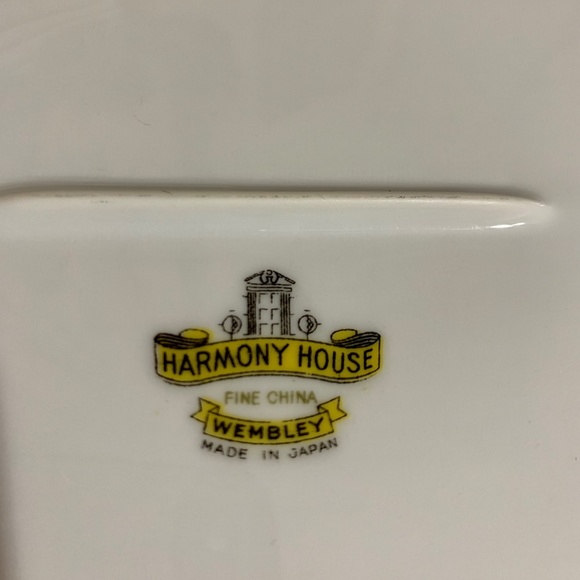 HARMONY HOUSE
FINE CHINA
WEMBLEY
MADE IN JAPAN